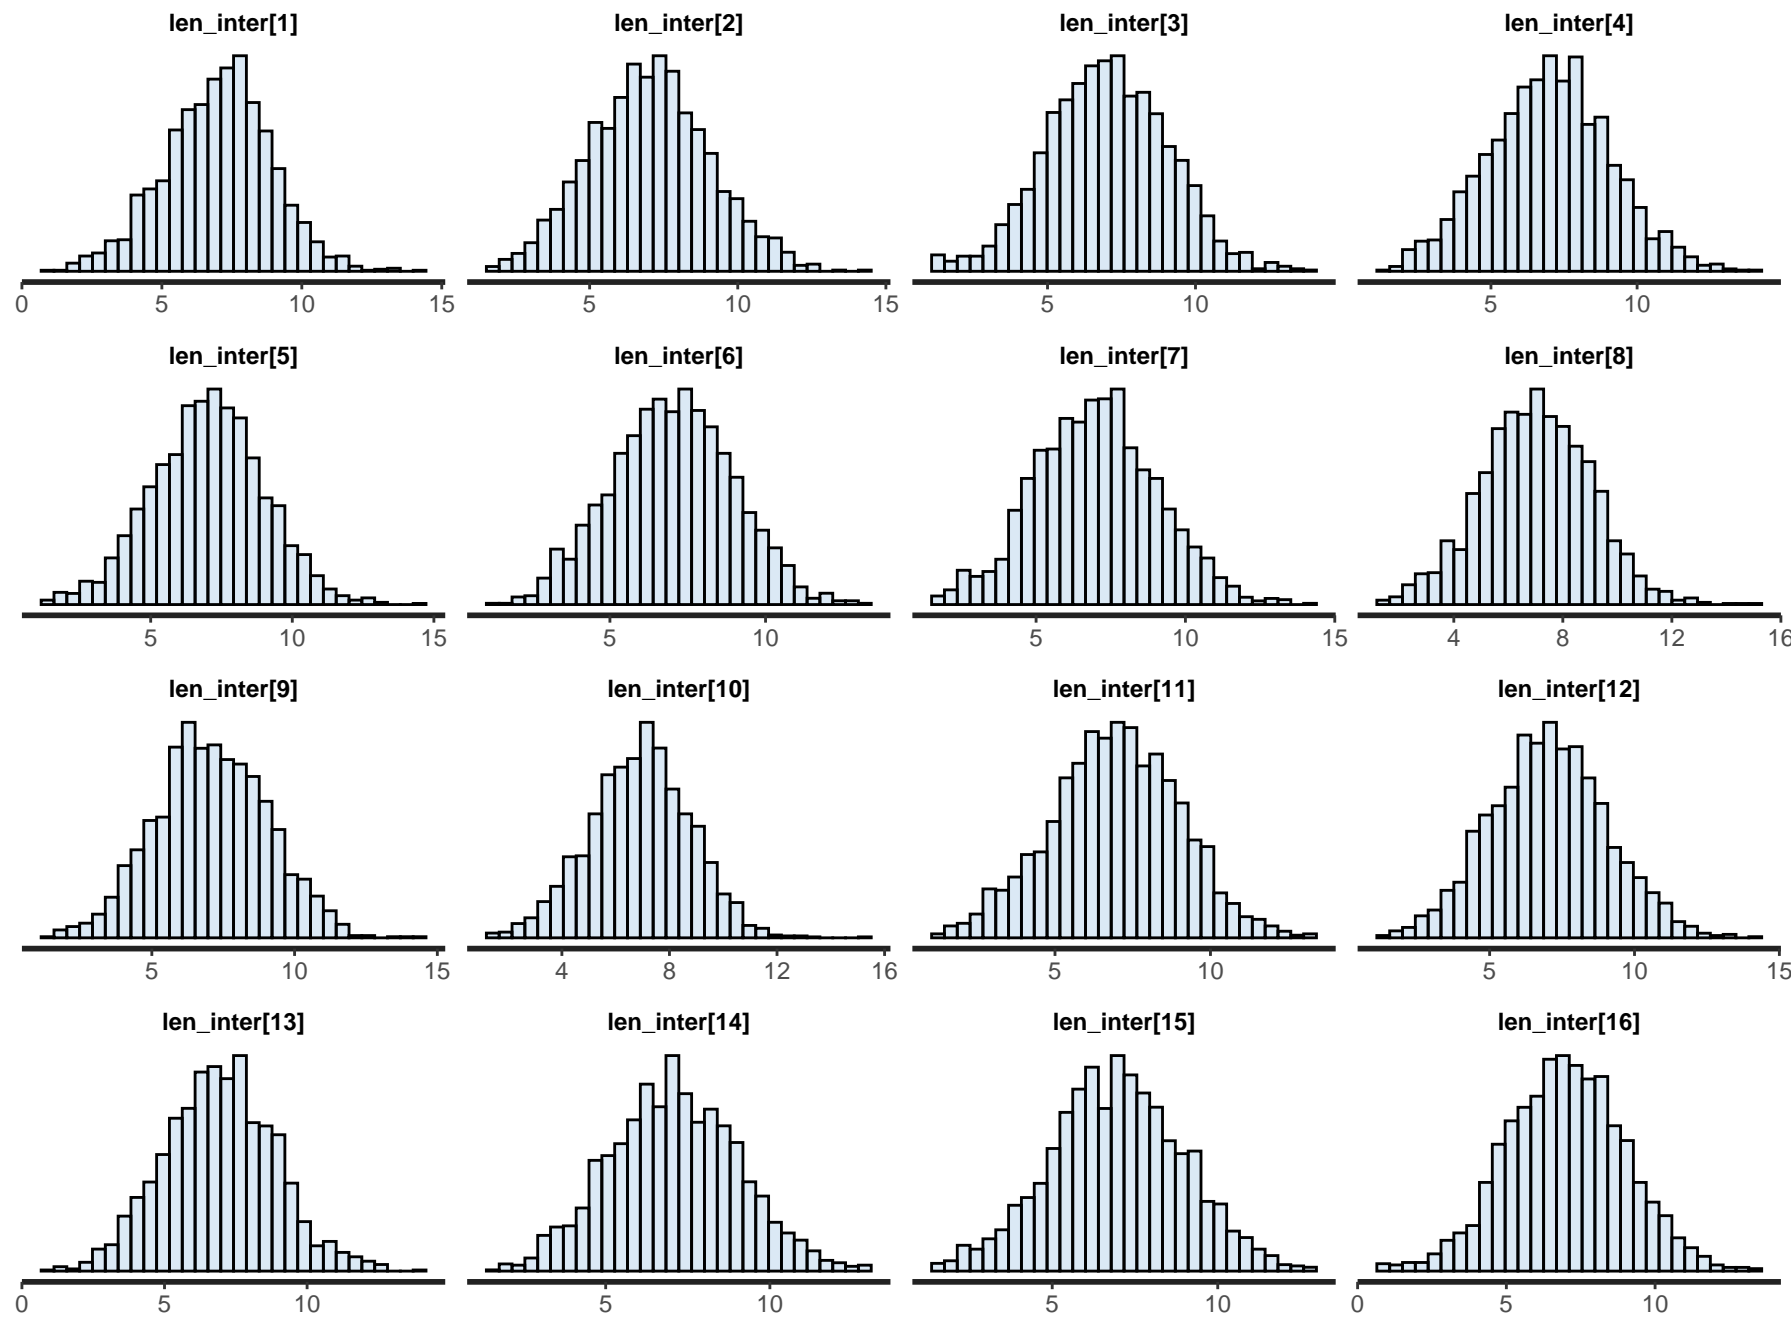 len_inter[1] len_inter[2] len_inter[3] len_inter[4]
0 5 10 15 5 10 15 5 10 5 10
len_inter[5] len_inter[6] len_inter[7] len_inter[8]
5 10 15 5 10 5 10 15 4 8 12 16
len_inter[9] len_inter[10] len_inter[11] len_inter[12]
5 10 15 4 8 12 16 5 10 5 10 15
len_inter[13] len_inter[14] len_inter[15] len_inter[16]
0 5 10 5 10 5 10 0 5 10